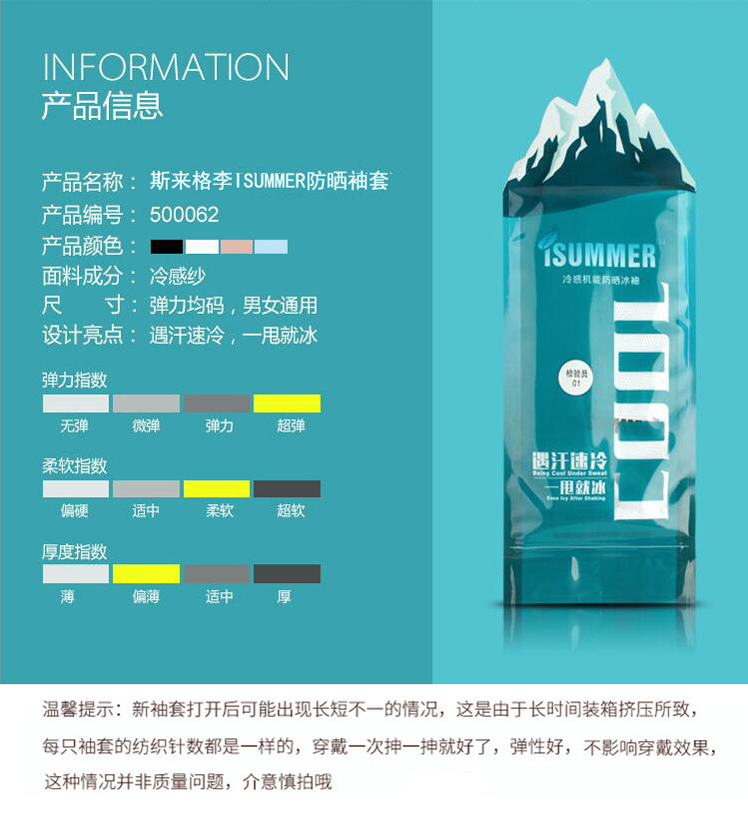 INFORMATION
产品信息
产品名称：斯来格李ISUMMER防晒袖套
产品编号：500062
产品颜色：
面料成分：冷感纱
尺 寸：弹力均码，男女通用
设计亮点：遇汗速冷，一甩就冰
弹力指数
无弹 微弹 弹力 超弹
柔软指数
偏硬 适中 柔软 超软
厚度指数
薄 偏薄 适中 厚
iSUMMER
冷感机能防晒冰袖
COOL
检验员
01
遇汗速冷
Being Cool Under Sweat
一甩就冰
Even Icy After Shaking
温馨提示：新袖套打开后可能出现长短不一的情况，这是由于长时间装箱挤压所致，
每只袖套的纺织针数都是一样的，穿戴一次抻一抻就好了，弹性好，不影响穿戴效果，
这种情况并非质量问题，介意慎拍哦